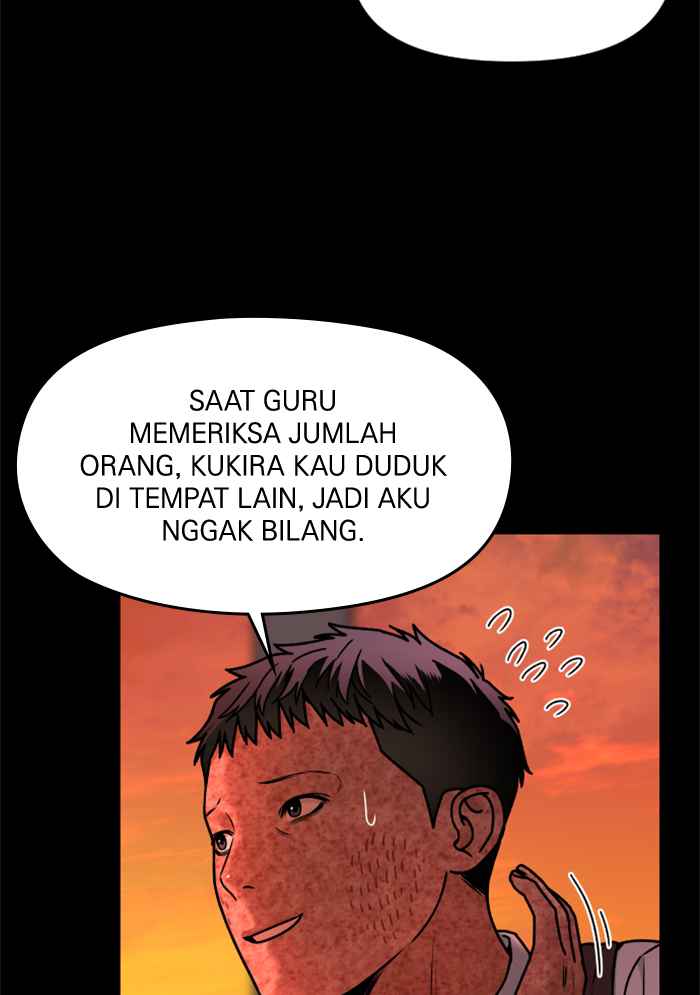 SAAT GURU
MEMERIKSA JUMLAH
ORANG, KUKIRA KAU DUDUK
DI TEMPAT LAIN, JADI AKU
NGGAK BILANG.